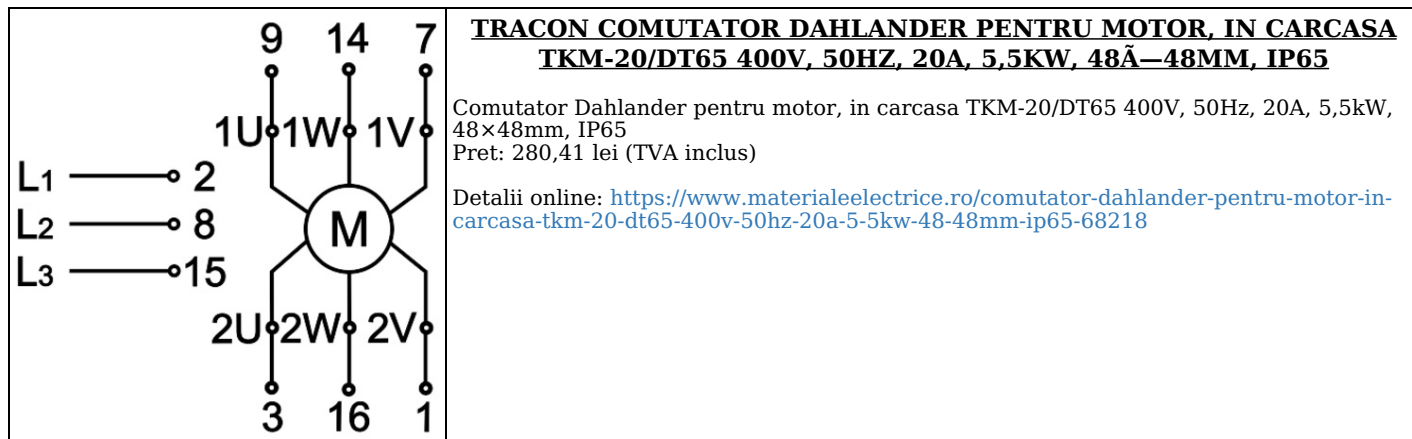 9 14 7
1U 1W 1V
L1 2
L2 8
L3 15
M
2U 2W 2V
3 16 1
TRACON COMUTATOR DAHLANDER PENTRU MOTOR, IN CARCASA
TKM-20/DT65 400V, 50HZ, 20A, 5,5KW, 48Ã—48MM, IP65
Comutator Dahlander pentru motor, in carcasa TKM-20/DT65 400V, 50Hz, 20A, 5,5kW,
48×48mm, IP65
Pret: 280,41 lei (TVA inclus)
Detalii online: https://www.materialeelectrice.ro/comutator-dahlander-pentru-motor-in-
carcasa-tkm-20-dt65-400v-50hz-20a-5-5kw-48-48mm-ip65-68218